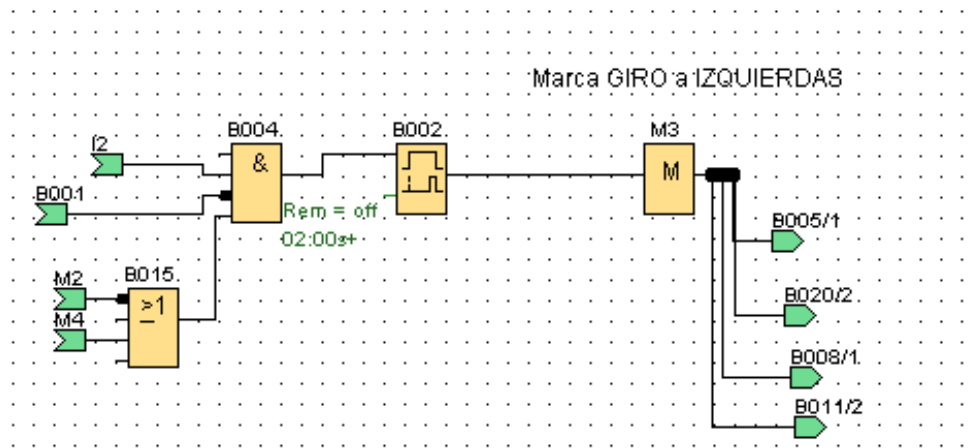 Marca GIRO a IZQUIERDAS
B004
B002
M3
I2
&
M
B001
Rem = off
02:00s+
B005/1
M2
B015
>1
B020/2
M4
B008/1
B011/2